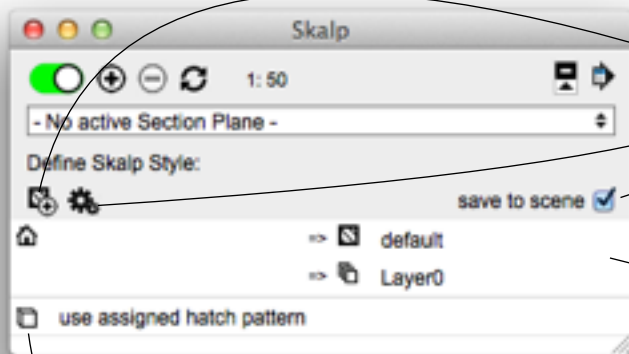 Skalp
1: 50
- No active Section Plane -
Define Skalp Style:
save to scene
=> default
=> Layer0
use assigned hatch pattern